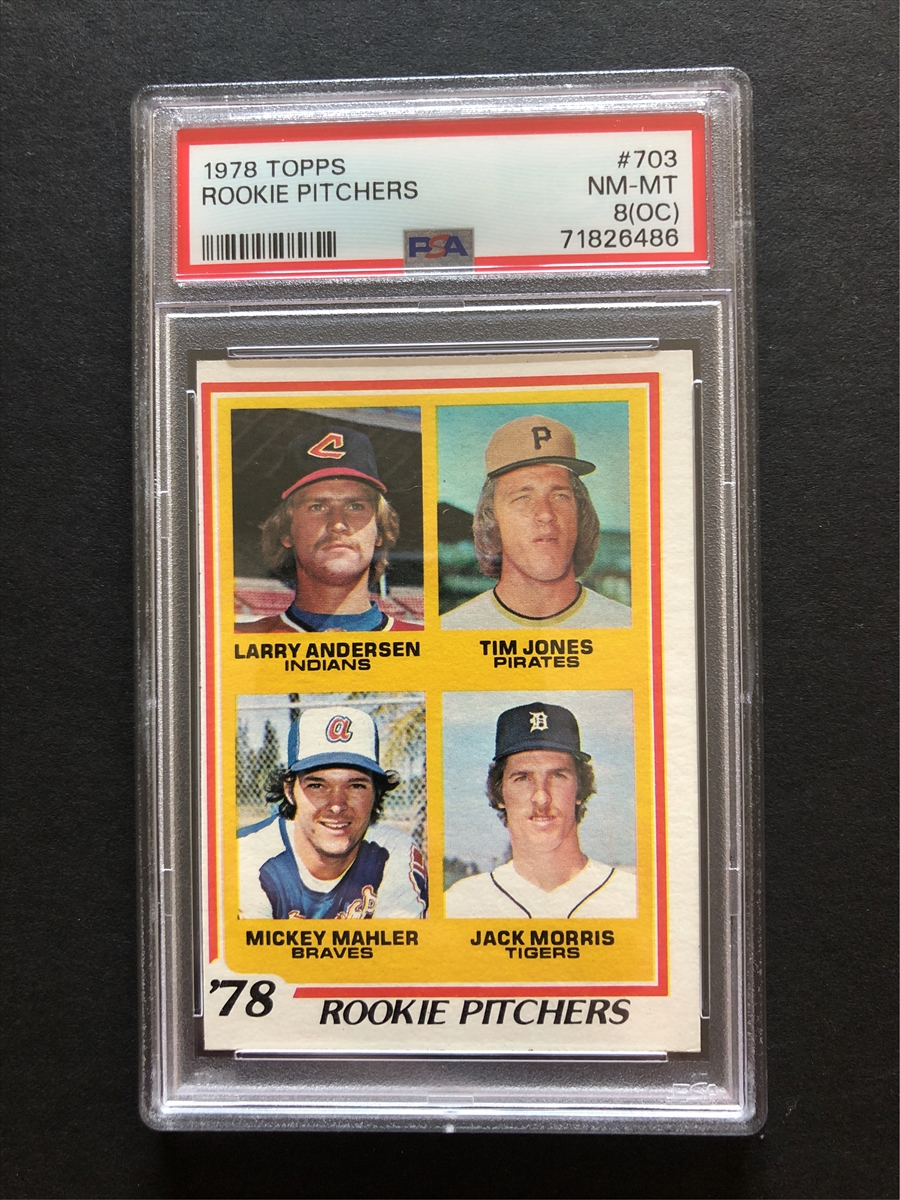 1978 TOPPS #703
ROOKIE PITCHERS NM-MT
8(OC)
PSA 71826486
C P
LARRY ANDERSEN TIM JONES
INDIANS PIRATES
a D
MICKEY MAHLER JACK MORRIS
BRAVES TIGERS
'78 ROOKIE PITCHERS
PSA